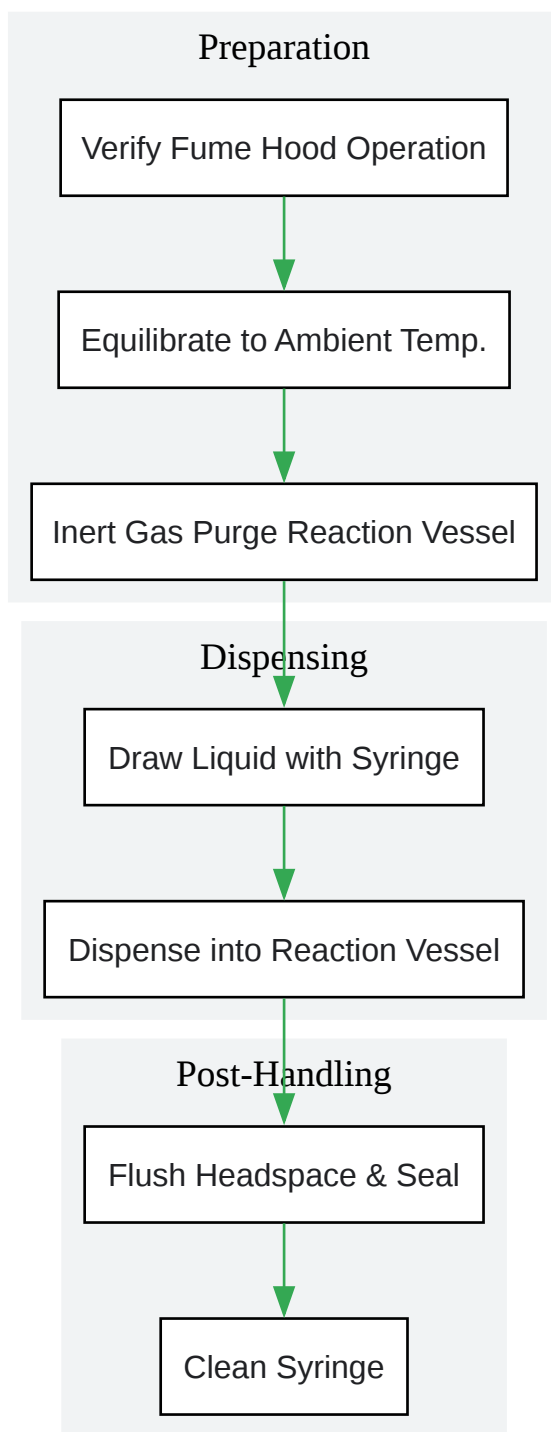 Preparation
Verify Fume Hood Operation
Equilibrate to Ambient Temp.
Inert Gas Purge Reaction Vessel
Dispensing
Draw Liquid with Syringe
Dispense into Reaction Vessel
Post-Handling
Flush Headspace & Seal
Clean Syringe